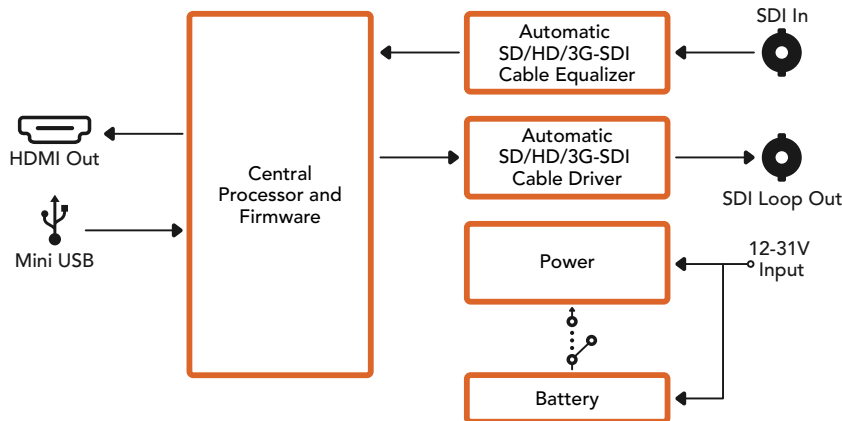 SDI In
Automatic
SD/HD/3G-SDI
Cable Equalizer
HDMI Out
Central
Processor and
Firmware
Automatic
SD/HD/3G-SDI
Cable Driver
SDI Loop Out
Mini USB
Power
12-31V
Input
Battery